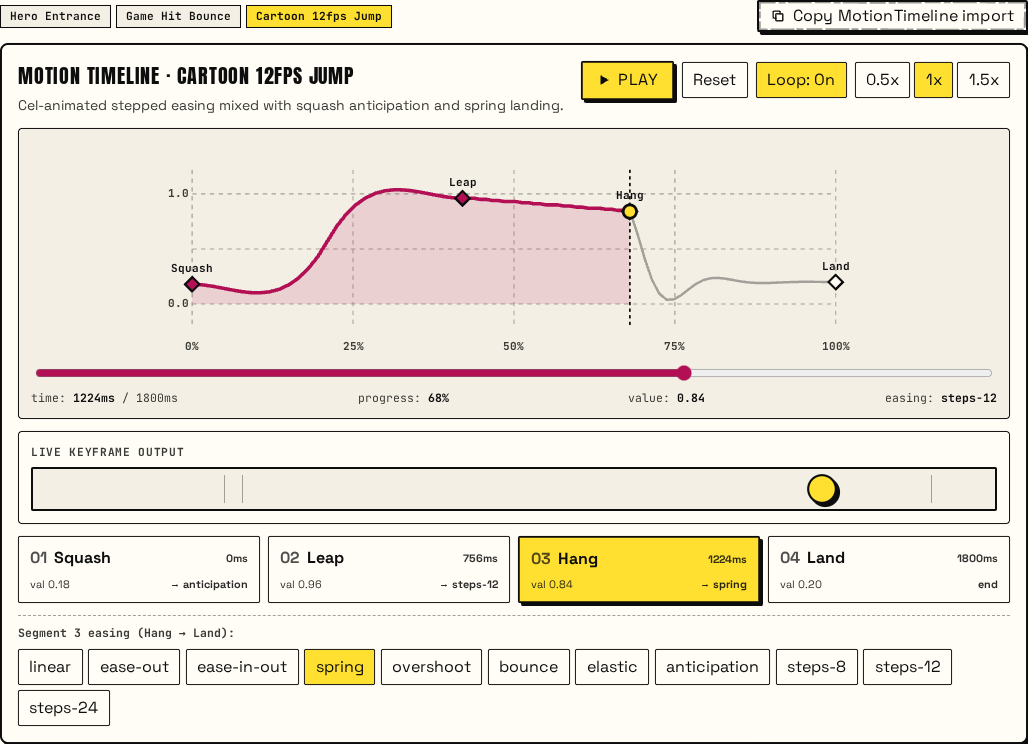 Hero Entrance Game Hit Bounce Cartoon 12fps Jump Copy MotionTimeline import
MOTION TIMELINE · CARTOON 12FPS JUMP
PLAY Reset Loop: On 0.5x 1x 1.5x
Cel-animated stepped easing mixed with squash anticipation and spring landing.
Leap
1.0 Hang
Squash Land
0.0
0% 25% 50% 75% 100%
time: 1224ms / 1800ms progress: 68% value: 0.84 easing: steps-12
LIVE KEYFRAME OUTPUT
01 Squash 0ms 02 Leap 756ms 03 Hang 1224ms 04 Land 1800ms
val 0.18 → anticipation val 0.96 → steps-12 val 0.84 → spring val 0.20 end
Segment 3 easing (Hang → Land):
linear ease-out ease-in-out spring overshoot bounce elastic anticipation steps-8 steps-12
steps-24